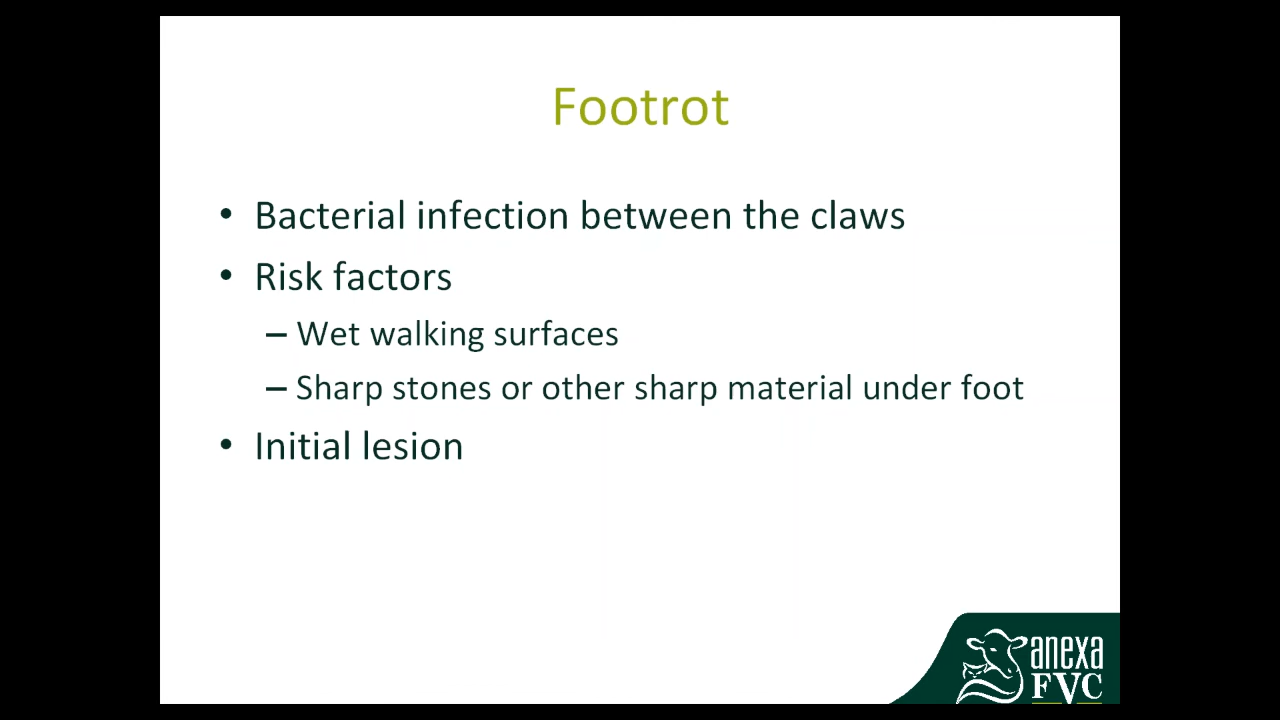 Footrot
• Bacterial infection between the claws
• Risk factors
– Wet walking surfaces
– Sharp stones or other sharp material under foot
• Initial lesion
anexa
FVC